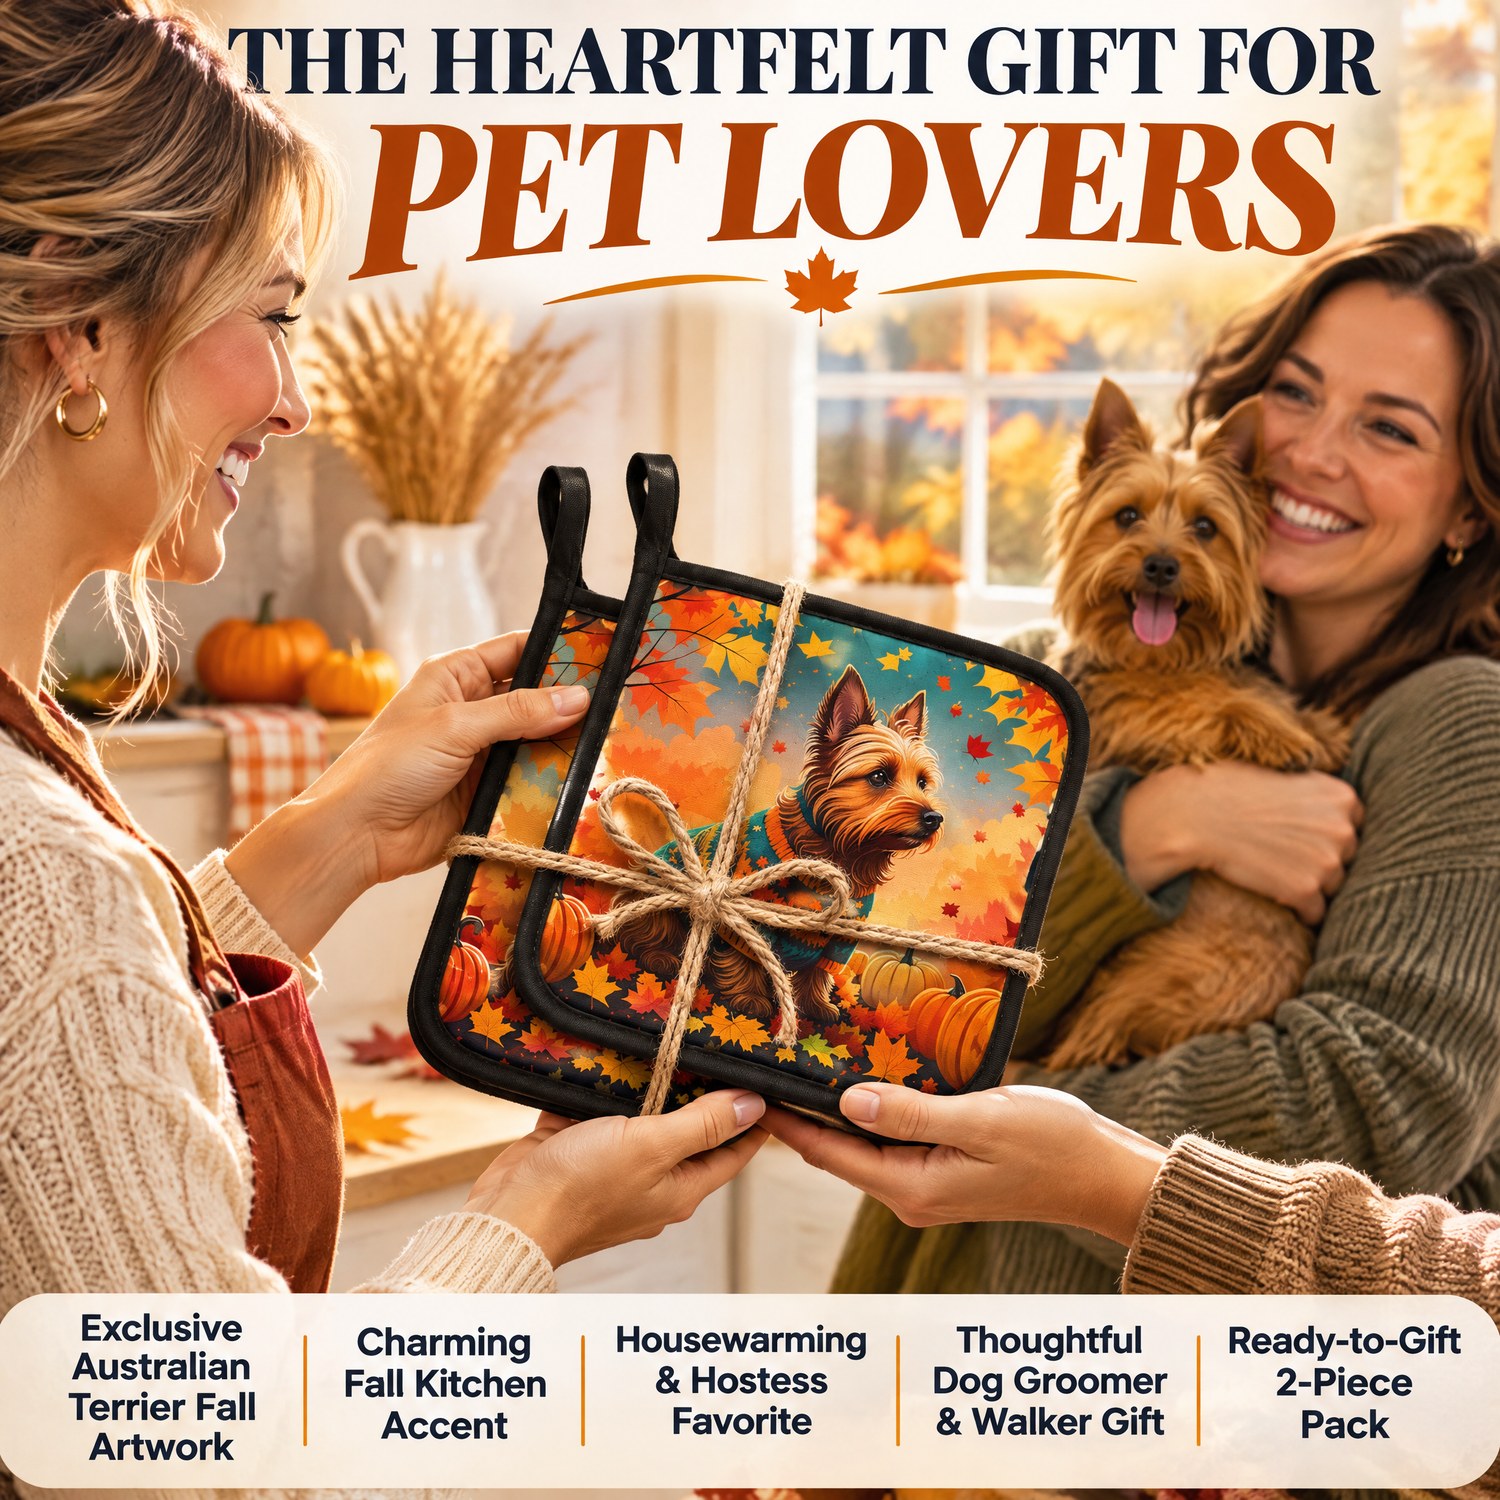 THE HEARTFELT GIFT FOR
PET LOVERS
Exclusive
Australian
Terrier Fall
Artwork
Charming
Fall Kitchen
Accent
Housewarming
& Hostess
Favorite
Thoughtful
Dog Groomer
& Walker Gift
Ready-to-Gift
2-Piece
Pack